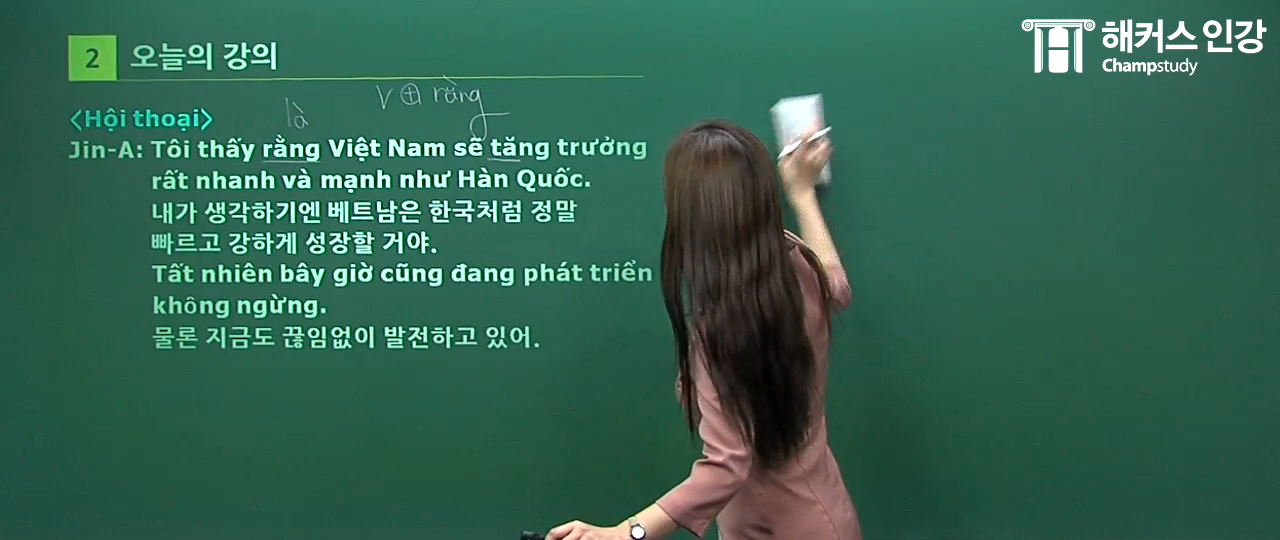 해커스 인강
Champstudy
2 오늘의 강의
là V ⊕ rằng
<Hội thoại>
Jin-A: Tôi thấy rằng Việt Nam sẽ tăng trưởng
rất nhanh và mạnh như Hàn Quốc.
내가 생각하기엔 베트남은 한국처럼 정말
빠르고 강하게 성장할 거야.
Tất nhiên bây giờ cũng đang phát triển
không ngừng.
물론 지금도 끊임없이 발전하고 있어.